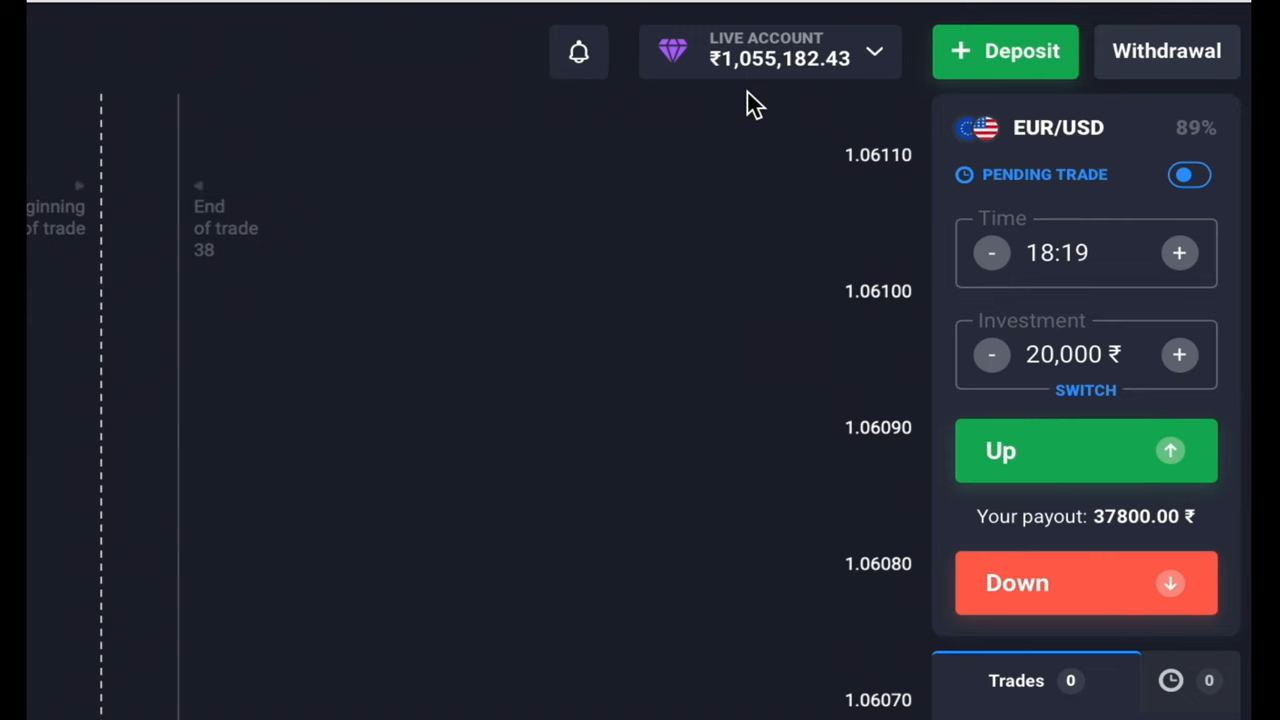 LIVE ACCOUNT
₹1,055,182.43
+ Deposit
Withdrawal
EUR/USD
89%
PENDING TRADE
Time
- 18:19 +
Investment
- 20,000 ₹ +
SWITCH
Up
Your payout: 37800.00 ₹
Down
Trades 0
0
ginning
of trade
End
of trade
38
1.06110
1.06100
1.06090
1.06080
1.06070